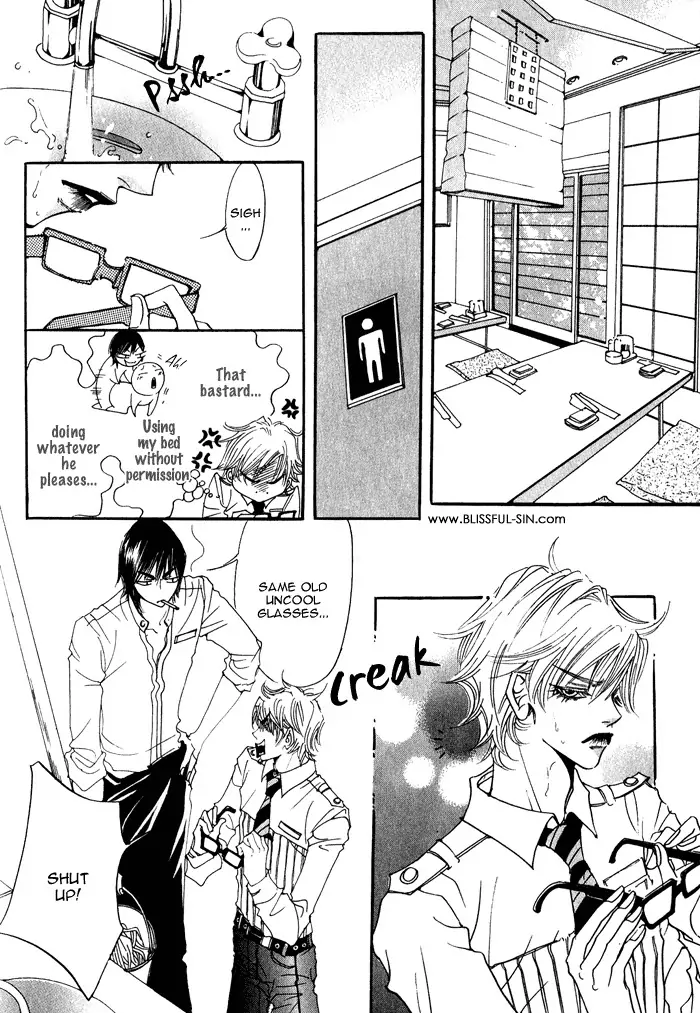 Pssh...
SIGH
...
AW!
That
bastard...
Using
my bed
without
permission,
doing
whatever
he
pleases...
www.BLISSFUL-SIN.com
creak
SAME OLD
UNCOOL
GLASSES...
SHUT
UP!